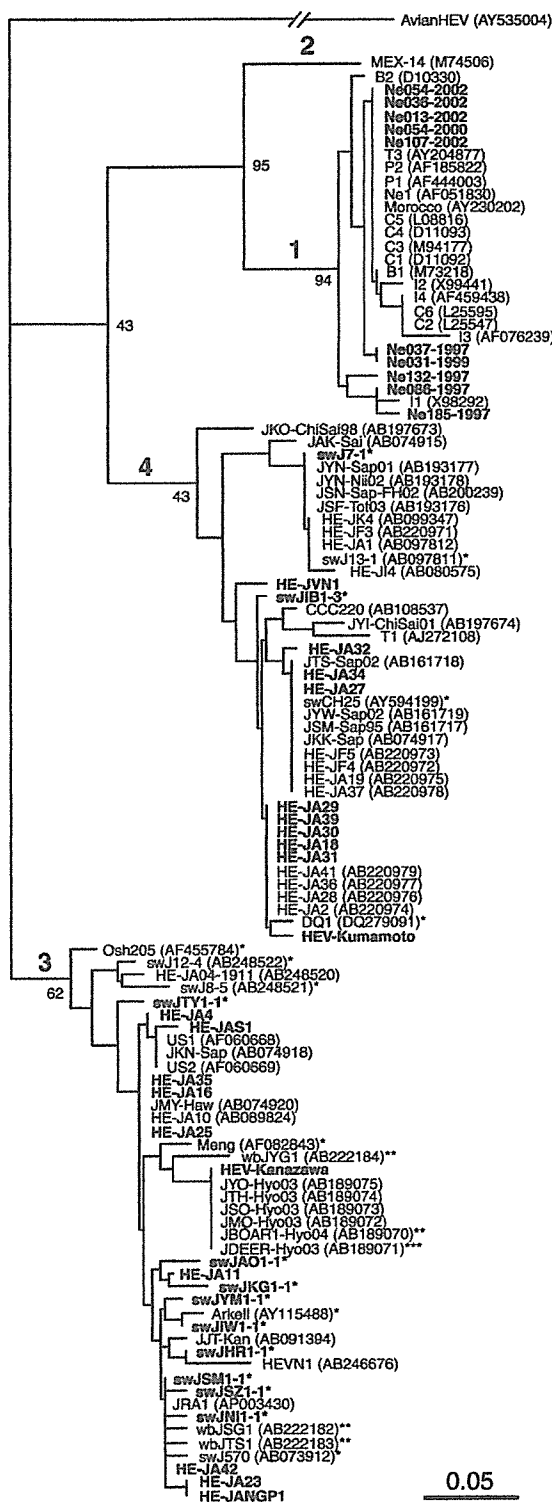 AvianHEV (AY535004)
2
MEX-14 (M74506)
B2 (D10330)
Ne054-2002
Ne036-2002
Ne013-2002
Ne054-2000
Ne107-2002
T3 (AY204877)
95
P2 (AF185822)
P1 (AF444003)
Ne1 (AF051830)
Morocco (AY230202)
C5 (L08816)
C4 (D11093)
1
C3 (M94177)
C1 (D11092)
B1 (M73218)
94
I2 (X99441)
I4 (AF459438)
C6 (L25595)
C2 (L25547)
43
I3 (AF076239)
Ne037-1997
Ne031-1999
Ne132-1997
Ne086-1997
I1 (X98292)
Ne185-1997
JKO-ChiSai98 (AB197673)
JAK-Sai (AB074915)
swJ7-1*
4
JYN-Sap01 (AB193177)
JYN-Nii02 (AB193178)
43
JSN-Sap-FH02 (AB200239)
JSF-Tot03 (AB193176)
HE-JK4 (AB099347)
HE-JF3 (AB220971)
HE-JA1 (AB097812)
swJ13-1 (AB097811)*
HE-JI4 (AB080575)
HE-JVN1
swJIB1-3*
CCC220 (AB108537)
JYI-ChiSai01 (AB197674)
T1 (AJ272108)
HE-JA32
JTS-Sap02 (AB161718)
HE-JA34
HE-JA27
swCH25 (AY594199)*
JYW-Sap02 (AB161719)
JSM-Sap95 (AB161717)
JKK-Sap (AB074917)
HE-JF5 (AB220973)
HE-JF4 (AB220972)
HE-JA19 (AB220975)
HE-JA37 (AB220978)
HE-JA29
HE-JA39
HE-JA30
HE-JA18
HE-JA31
HE-JA41 (AB220979)
HE-JA36 (AB220977)
HE-JA28 (AB220976)
HE-JA2 (AB220974)
DQ1 (DQ279091)*
HEV-Kumamoto
3
Osh205 (AF455784)*
swJ12-4 (AB248522)*
HE-JA04-1911 (AB248520)
62
swJ8-5 (AB248521)*
swJTY1-1*
HE-JA4
HE-JAS1
US1 (AF060668)
JKN-Sap (AB074918)
US2 (AF060669)
HE-JA35
HE-JA16
JMY-Haw (AB074920)
HE-JA10 (AB089824)
HE-JA25
Meng (AF082843)*
wbJYG1 (AB222184)**
HEV-Kanazawa
JYO-Hyo03 (AB189075)
JTH-Hyo03 (AB189074)
JSO-Hyo03 (AB189073)
JMO-Hyo03 (AB189072)
JBOAR1-Hyo04 (AB189070)**
JDEER-Hyo03 (AB189071)***
swJAO1-1*
HE-JA11
swJKG1-1*
swJYM1-1*
Arkell (AY115488)*
swJIW1-1*
JJT-Kan (AB091394)
swJHR1-1*
HEVN1 (AB246676)
swJSM1-1*
swJSZ1-1*
JRA1 (AP003430)
swJNI1-1*
wbJSG1 (AB222182)**
wbJTS1 (AB222183)**
swJ570 (AB073912)*
HE-JA42
HE-JA23
HE-JANGP1
0.05